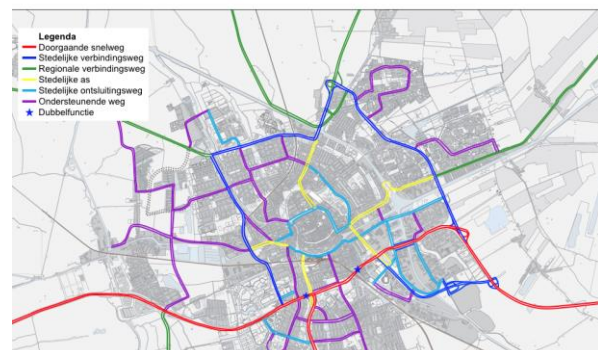 Legenda
Doorgaande snelweg
Stedelijke verbindingsweg
Regionale verbindingsweg
Stedelijke as
Stedelijke ontsluitingsweg
Ondersteunende weg
Dubbelfunctie